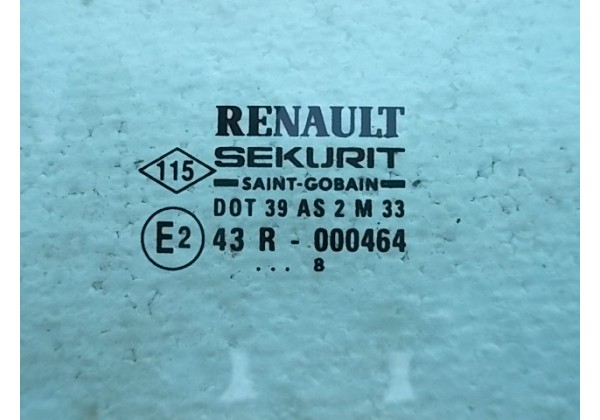 RENAULT
115
SEKURIT
SAINT-GOBAIN
DOT 39 AS 2 M 33
E2
43 R - 000464
... 8